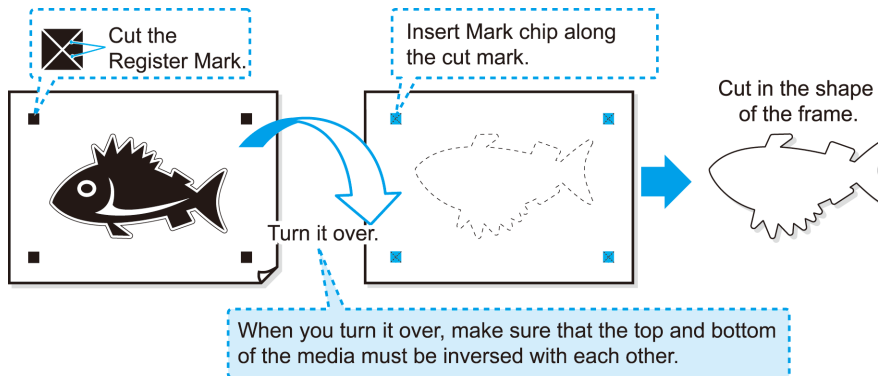 Cut the
Register Mark.
Insert Mark chip along
the cut mark.
Cut in the shape
of the frame.
Turn it over.
When you turn it over, make sure that the top and bottom
of the media must be inversed with each other.